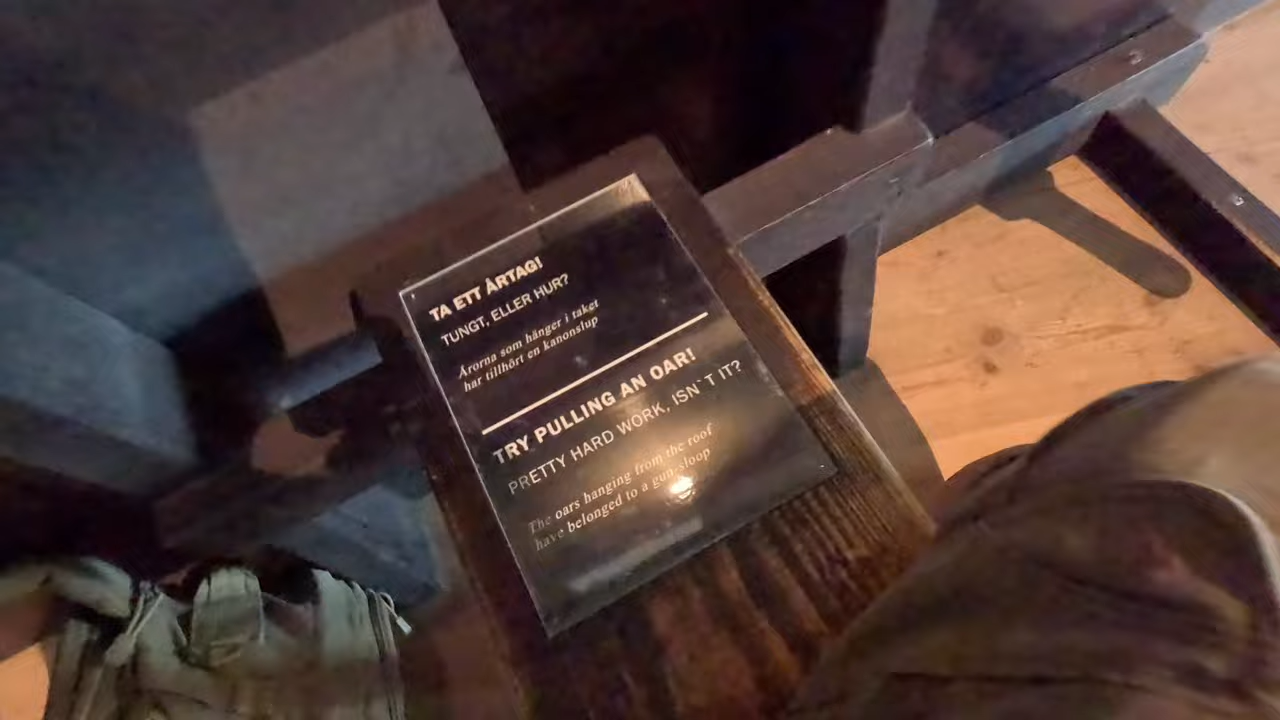 TA ETT ÅRTAG!
TUNGT, ELLER HUR?
Årorna som hänger i taket
har tillhört en kanonslup
TRY PULLING AN OAR!
PRETTY HARD WORK, ISN`T IT?
The oars hanging from the roof
have belonged to a gun sloop